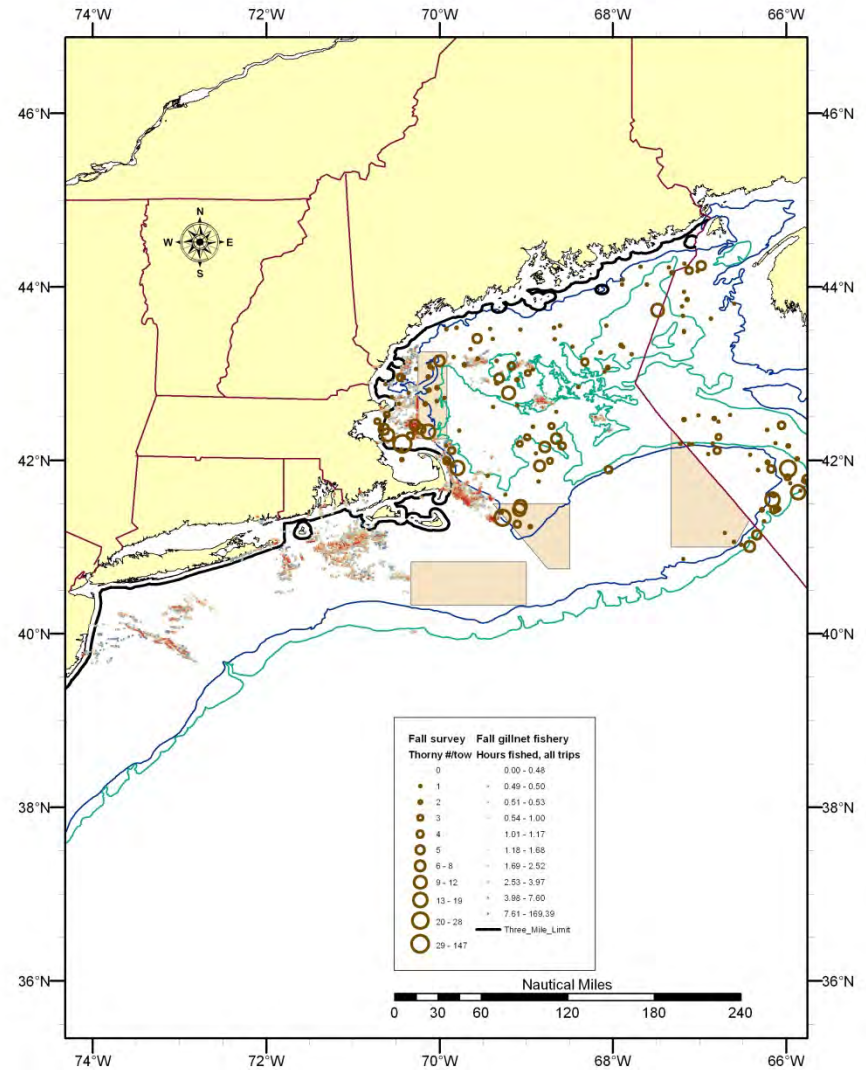 74°W 72°W 70°W 68°W 66°W
46°N 46°N
N
W E
S
44°N 44°N
42°N 42°N
40°N 40°N
Fall survey Fall gillnet fishery
Thorny #/tow Hours fished, all trips
0 0.00 - 0.48
1 0.49 - 0.50
2 0.51 - 0.53
3 0.54 - 1.00
4 1.01 - 1.17
5 1.18 - 1.68
6 - 8 1.69 - 2.52
9 - 12 2.53 - 3.97
13 - 19 3.98 - 7.60
20 - 28 7.61 - 169.39
29 - 147 Three_Mile_Limit
38°N 38°N
36°N 36°N
Nautical Miles
0 30 60 120 180 240
74°W 72°W 70°W 68°W 66°W